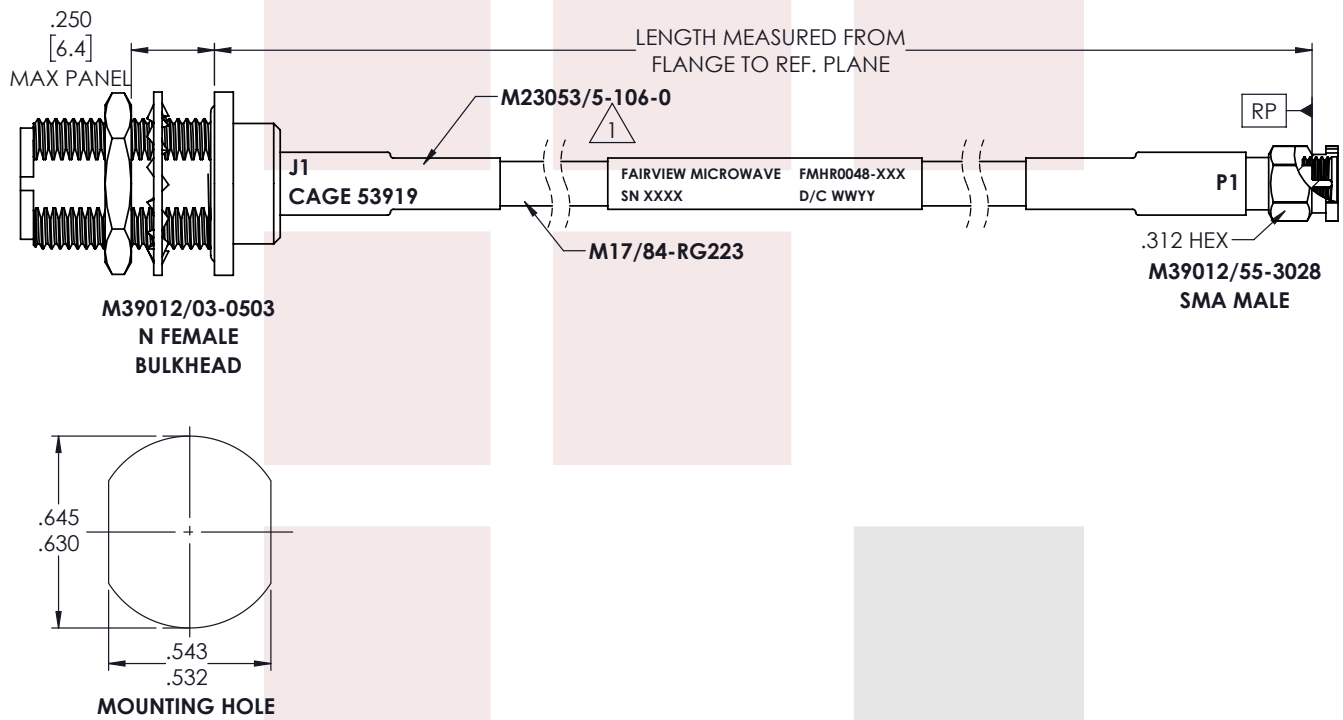 .250
[6.4]
MAX PANEL
LENGTH MEASURED FROM
FLANGE TO REF. PLANE
M23053/5-106-0
1
RP
J1
CAGE 53919
FAIRVIEW MICROWAVE FMHR0048-XXX
SN XXXX D/C WWYY
P1
M17/84-RG223
.312 HEX
M39012/55-3028
SMA MALE
M39012/03-0503
N FEMALE
BULKHEAD
.645
.630
.543
.532
MOUNTING HOLE